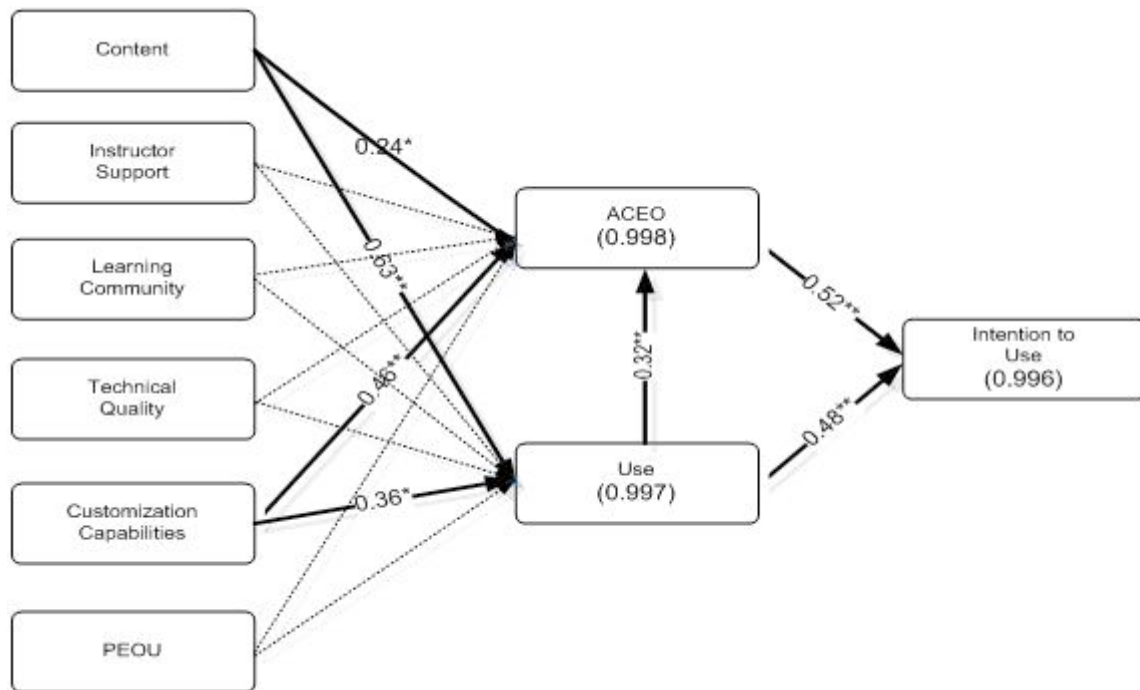 Content
Instructor
Support
Learning
Community
Technical
Quality
Customization
Capabilities
PEOU
0.24*
0.63**
0.46**
0.36*
ACEO
(0.998)
0.32**
Use
(0.997)
0.52**
0.48**
Intention to
Use
(0.996)